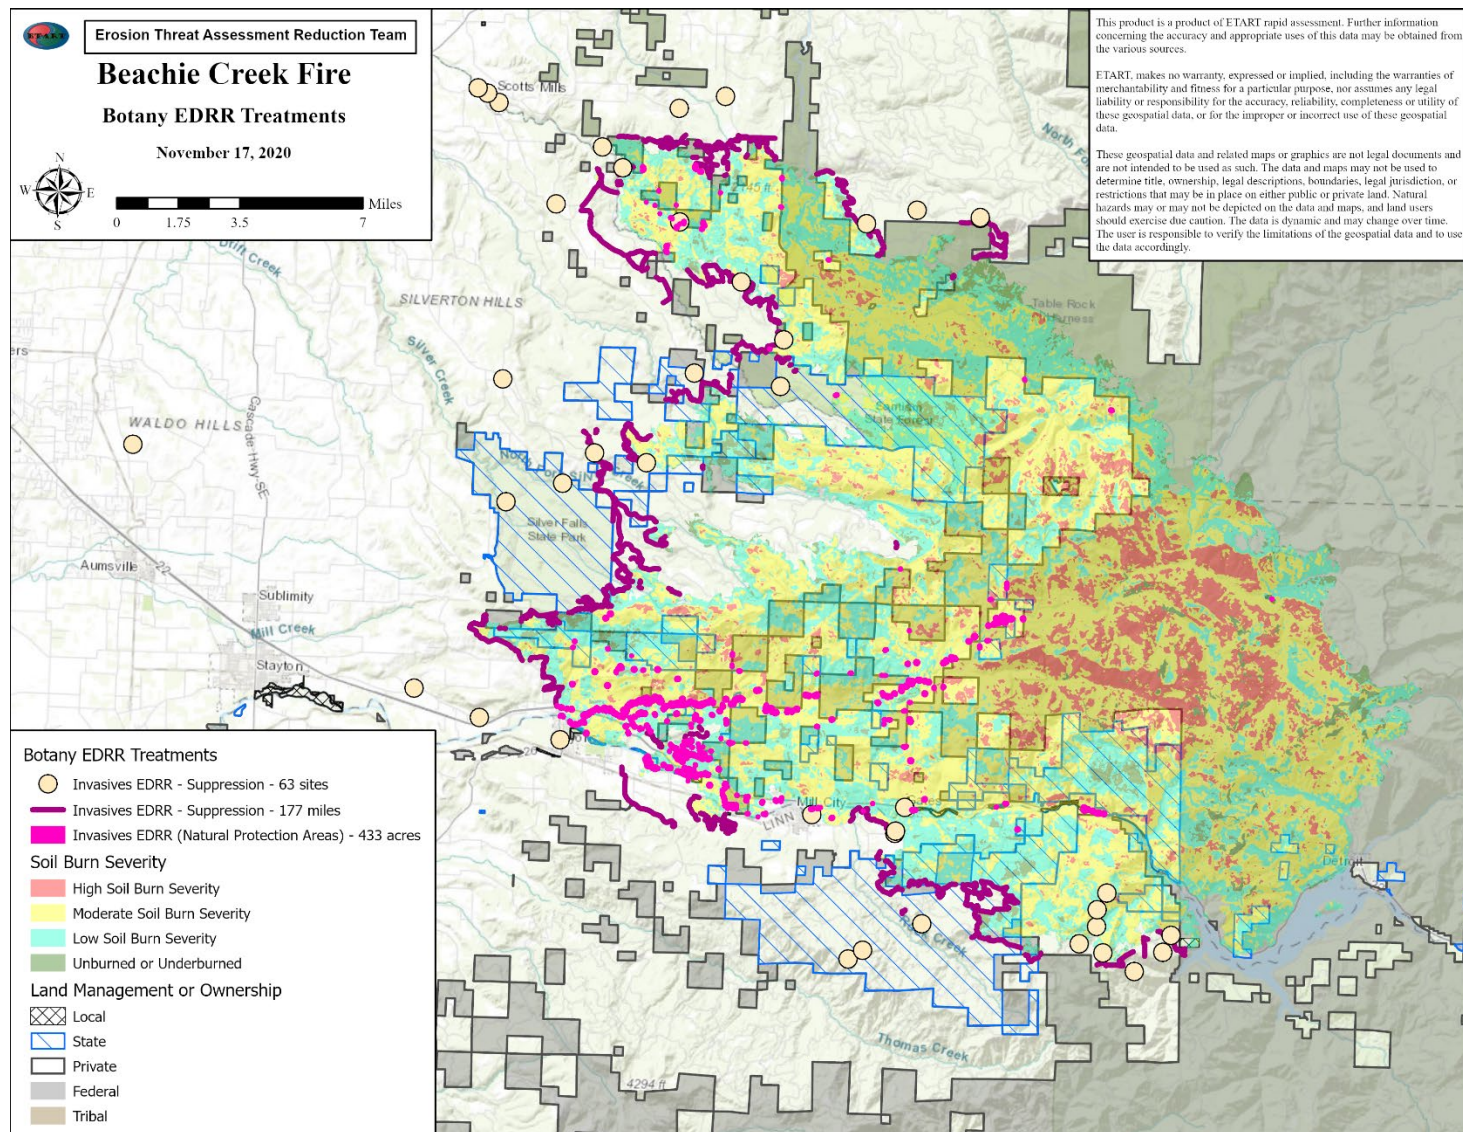 ETART
Erosion Threat Assessment Reduction Team
Beachie Creek Fire
Botany EDRR Treatments
November 17, 2020
N
W
E
S
Miles
0 1.75 3.5 7
This product is a product of ETART rapid assessment. Further information
concerning the accuracy and appropriate uses of this data may be obtained from
the various sources.
ETART, makes no warranty, expressed or implied, including the warranties of
merchantability and fitness for a particular purpose, nor assumes any legal
liability or responsibility for the accuracy, reliability, completeness or utility of
these geospatial data, or for the improper or incorrect use of these geospatial
data.
These geospatial data and related maps or graphics are not legal documents and
are not intended to be used as such. The data and maps may not be used to
determine title, ownership, legal descriptions, boundaries, legal jurisdiction, or
restrictions that may be in place on either public or private land. Natural
hazards may or may not be depicted on the data and maps, and land users
should exercise due caution. The data is dynamic and may change over time.
The user is responsible to verify the limitations of the geospatial data and to use
the data accordingly.
Scotts Mills
North Fo
Drift Creek
SILVERTON HILLS
Silver Creek
Table Rock
ers
WALDO HILLS
Cascade Hwy SE
Santiam
State Forest
Silver Falls
State Park
Aumsville
22
Sublimity
Mill Creek
Stayton
Mill City
LINN
Detroit
Rock Creek
Thomas Creek
4294 ft
Botany EDRR Treatments
Invasives EDRR - Suppression - 63 sites
Invasives EDRR - Suppression - 177 miles
Invasives EDRR (Natural Protection Areas) - 433 acres
Soil Burn Severity
High Soil Burn Severity
Moderate Soil Burn Severity
Low Soil Burn Severity
Unburned or Underburned
Land Management or Ownership
Local
State
Private
Federal
Tribal